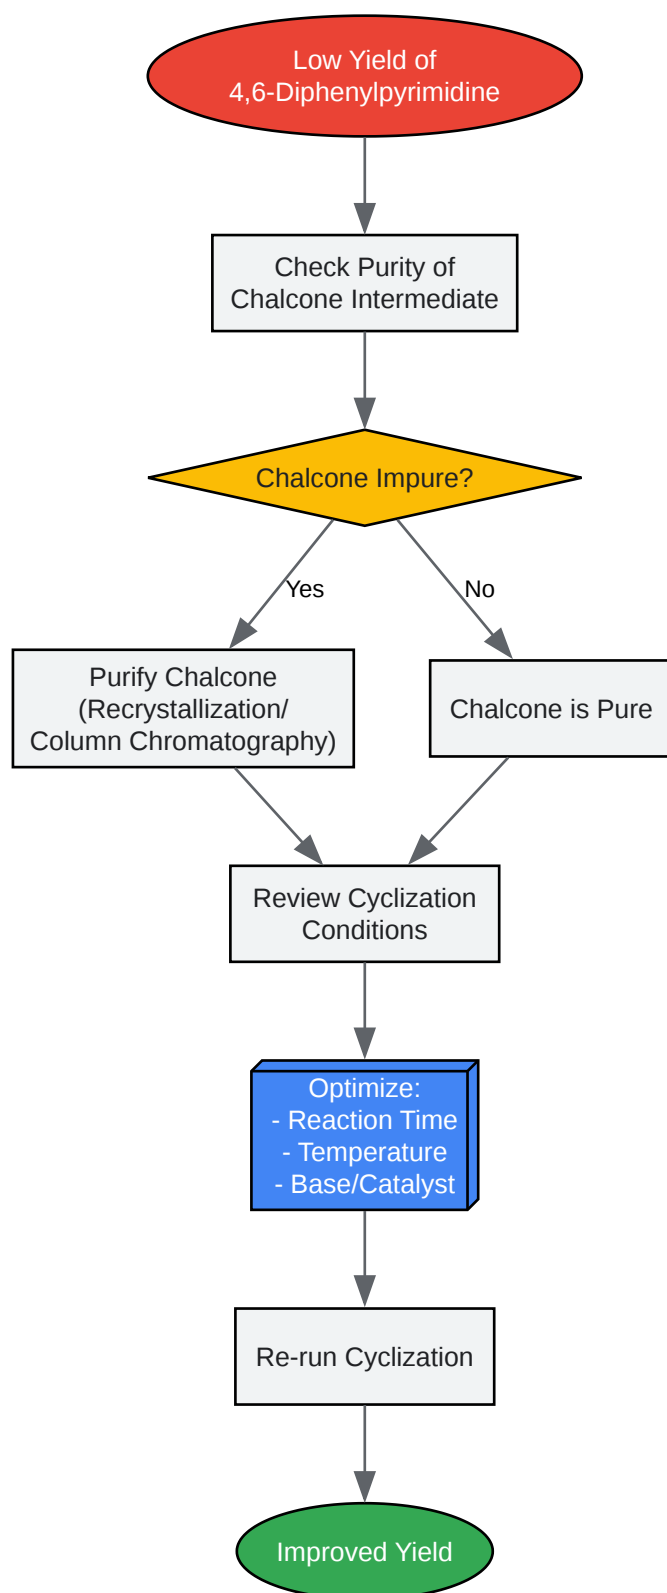 Low Yield of
4,6-Diphenylpyrimidine
Check Purity of
Chalcone Intermediate
Chalcone Impure?
Yes
No
Purify Chalcone
(Recrystallization/
Column Chromatography)
Chalcone is Pure
Review Cyclization
Conditions
Optimize:
- Reaction Time
- Temperature
- Base/Catalyst
Re-run Cyclization
Improved Yield